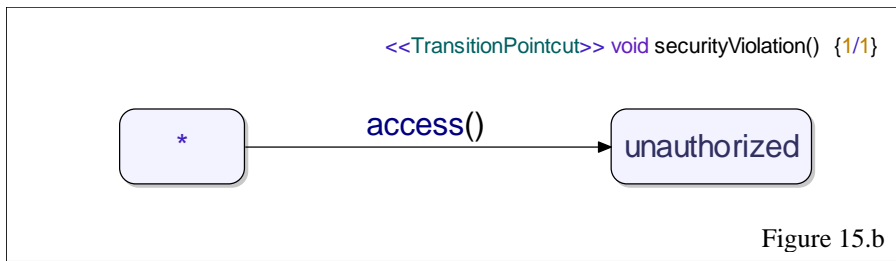 <<TransitionPointcut>> void securityViolation() {1/1}
access()
* unauthorized
Figure 15.b